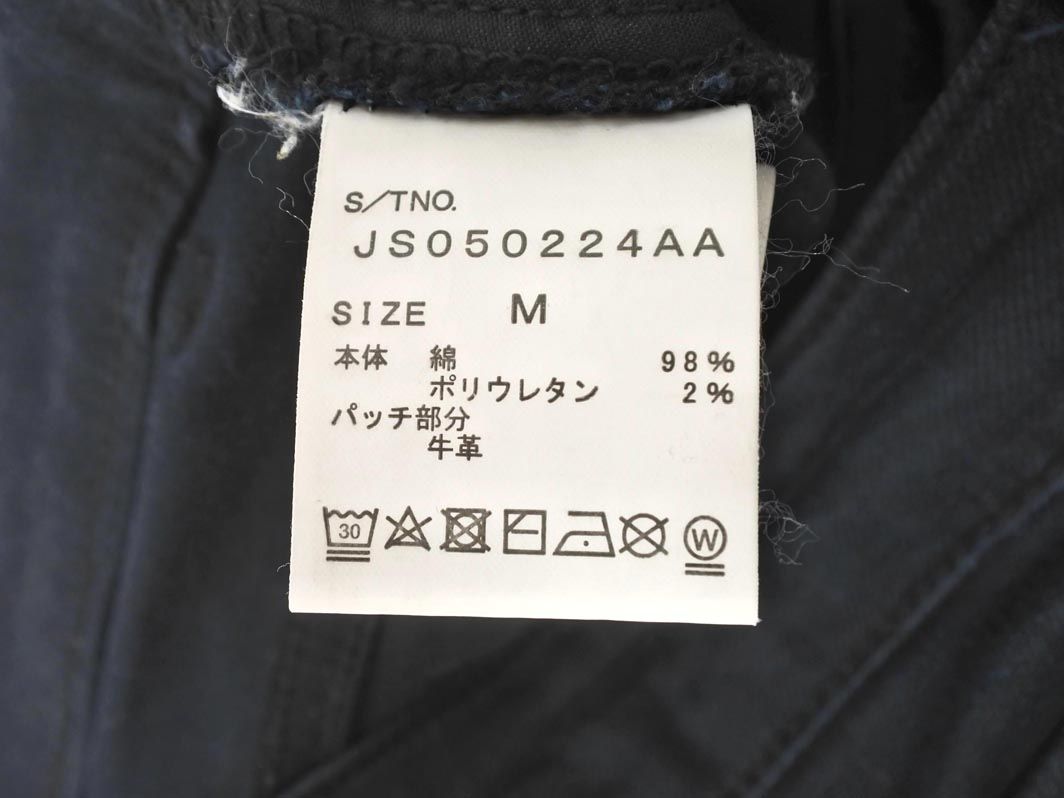 S/TNO.
JS050224AA
SIZE M
本体 綿 98%
ポリウレタン 2%
パッチ部分
牛革
30 W